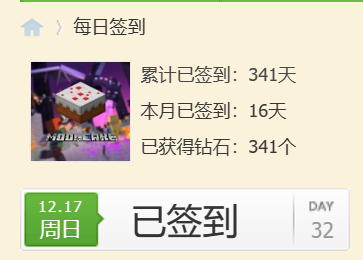 每日签到
累计已签到：341天
本月已签到：16天
已获得钻石：341个
MOONCAKE
12.17
周日
已签到
DAY
32